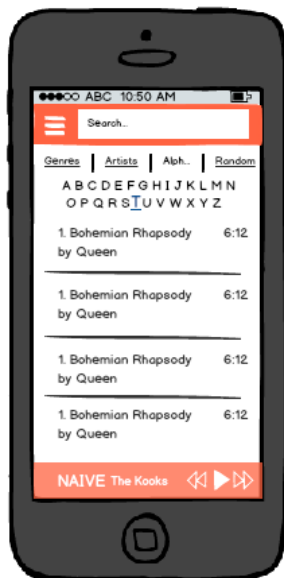 ABC 10:50 AM
Search..
Genres Artists Alph.. Random
A B C D E F G H I J K L M N
O P Q R S T U V W X Y Z
1. Bohemian Rhapsody 6:12
by Queen
1. Bohemian Rhapsody 6:12
by Queen
1. Bohemian Rhapsody 6:12
by Queen
1. Bohemian Rhapsody 6:12
by Queen
NAIVE The Kooks